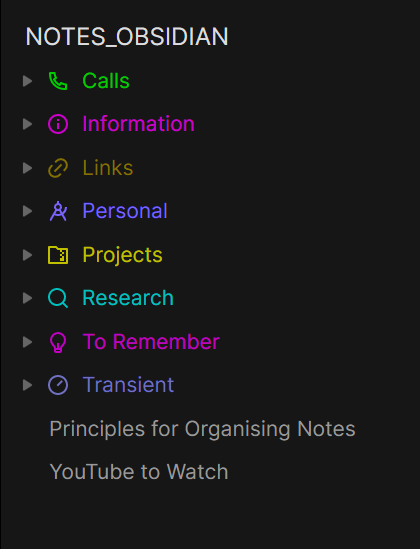 NOTES_OBSIDIAN
Calls
Information
Links
Personal
Projects
Research
To Remember
Transient
Principles for Organising Notes
YouTube to Watch